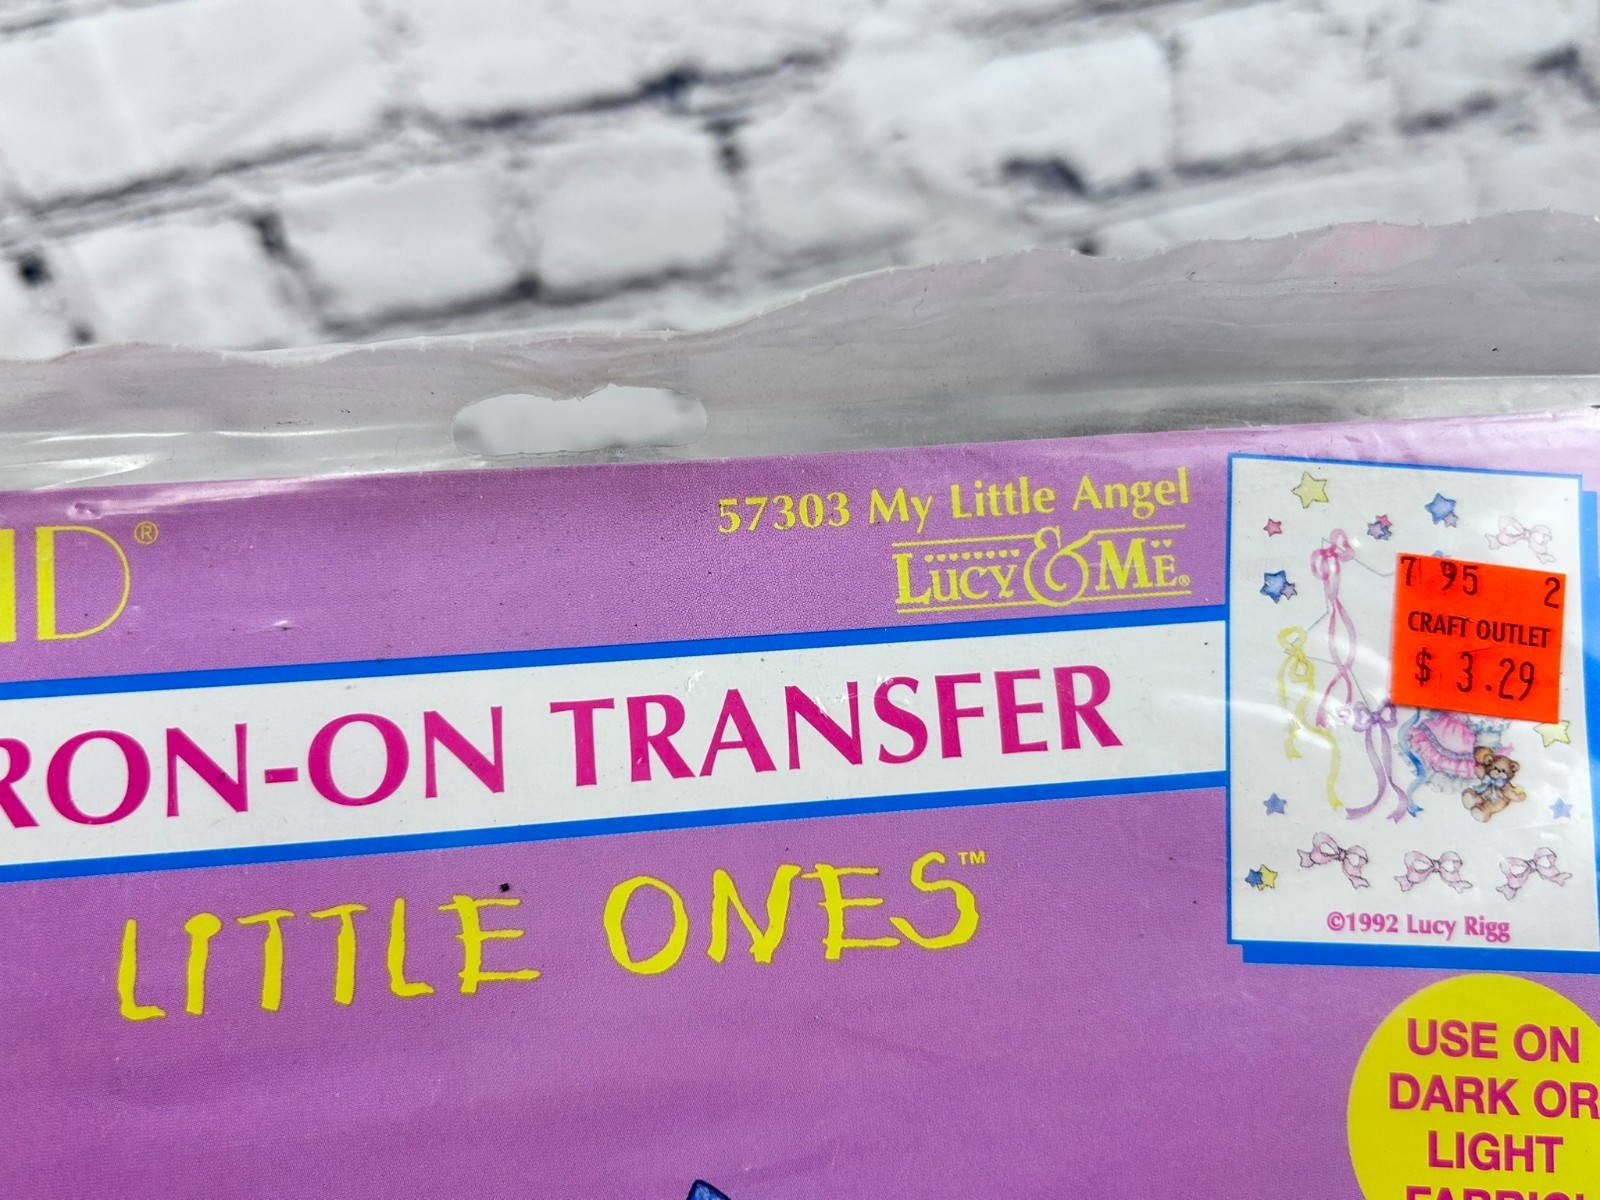 57303 My Little Angel
LUCY & ME®
ID®
RON-ON TRANSFER
LITTLE ONES™
7 95 2
CRAFT OUTLET
$ 3.29
©1992 Lucy Rigg
USE ON
DARK OR
LIGHT